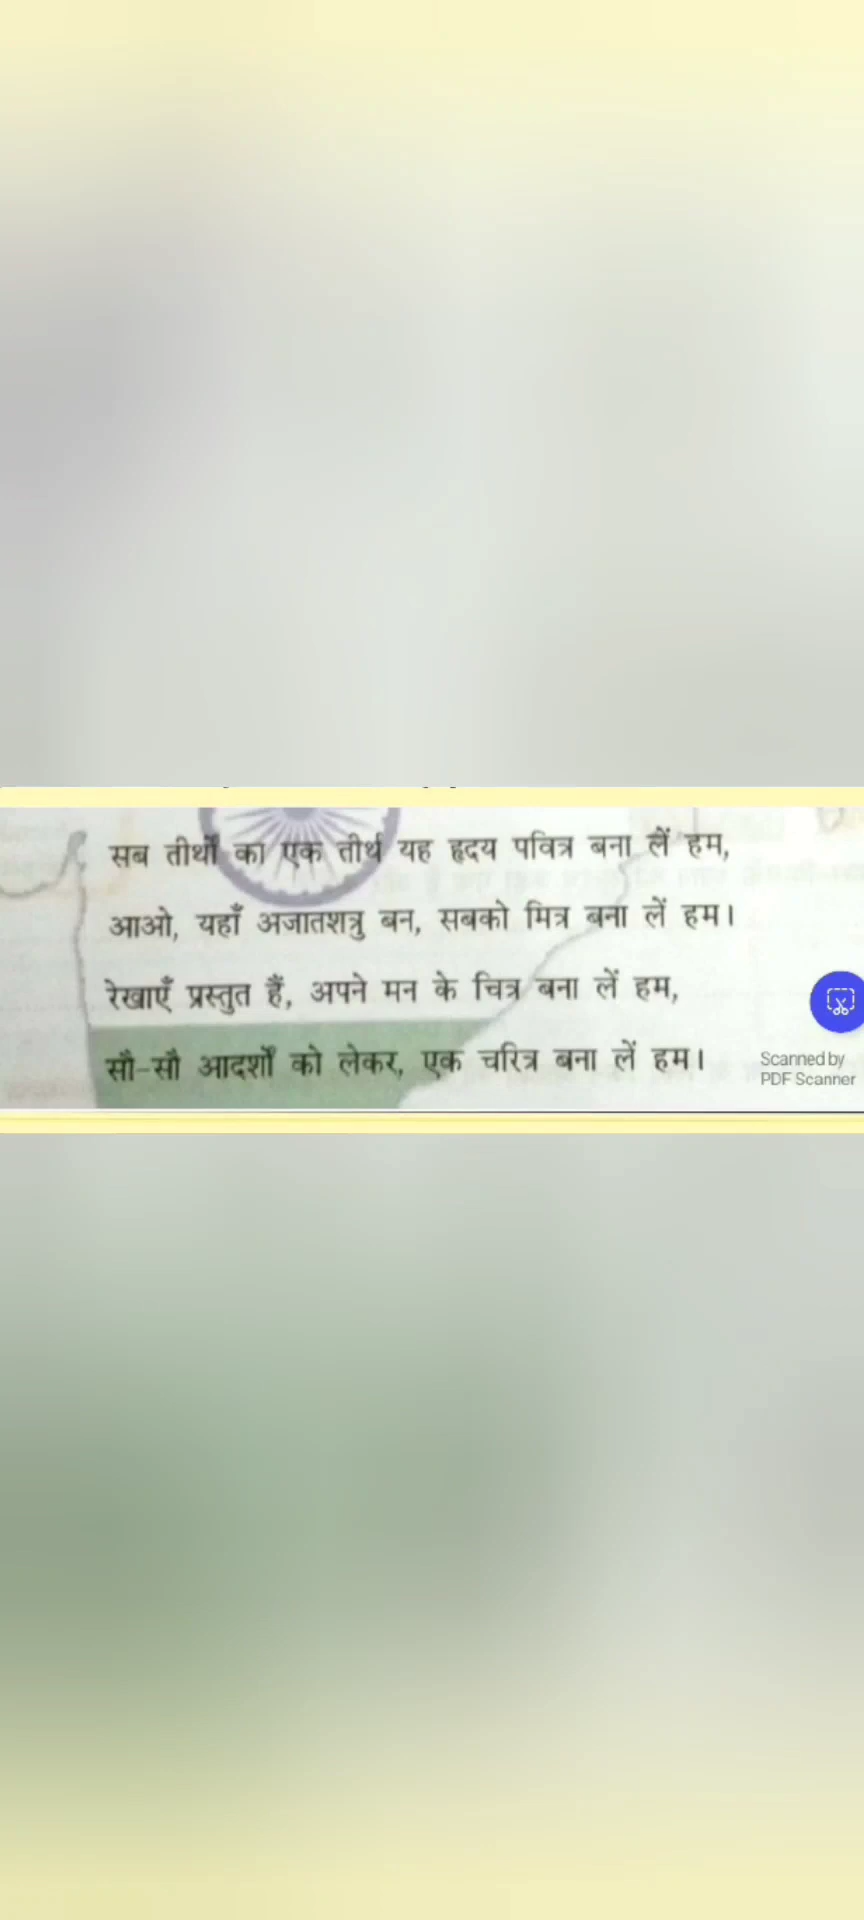 सब तीर्थों का एक तीर्थ यह हृदय पवित्र बना लें हम,
आओ, यहाँ अजातशत्रु बन, सबको मित्र बना लें हम।
रेखाएँ प्रस्तुत हैं, अपने मन के चित्र बना लें हम,
सौ-सौ आदर्शों को लेकर, एक चरित्र बना लें हम।
Scanned by
PDF Scanner